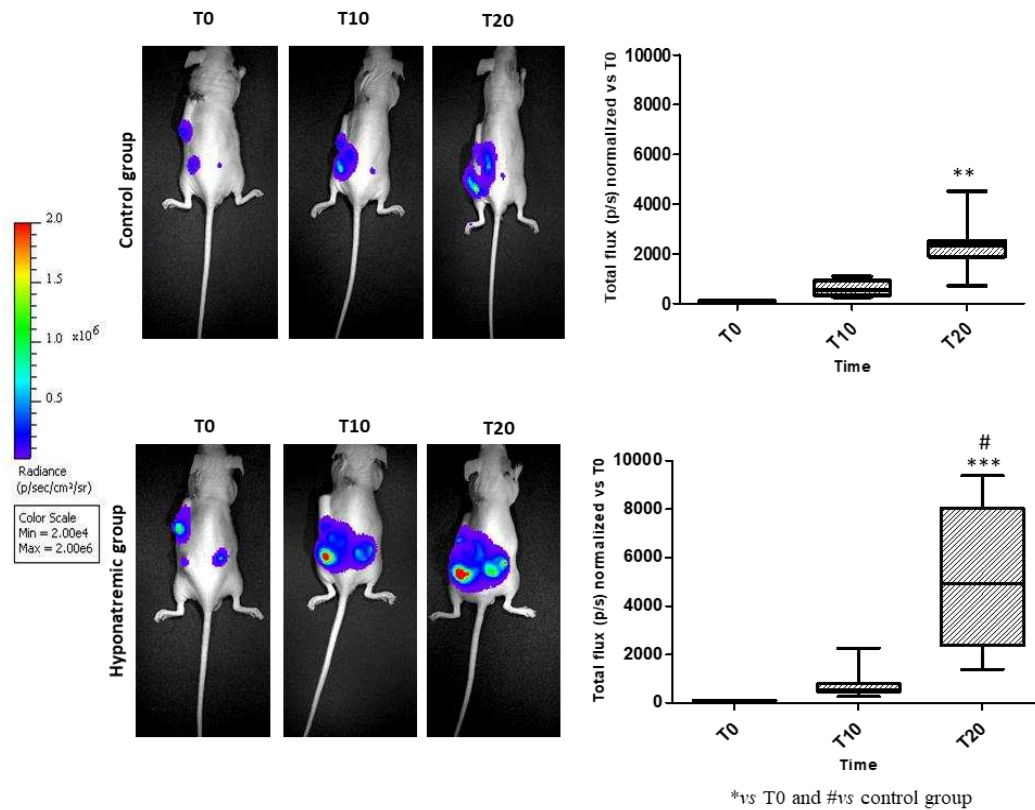 T0 T10 T20
Control group
Total flux (p/s) normalized vs T0
10000
8000
6000
4000
2000
0
**
T0 T10 T20
Time
2.0
1.5
1.0 x10⁶
0.5
Radiance
(p/sec/cm²/sr)
Color Scale
Min = 2.00e4
Max = 2.00e6
T0 T10 T20
Hyponatremic group
Total flux (p/s) normalized vs T0
10000
8000
6000
4000
2000
0
#
***
T0 T10 T20
Time
*vs T0 and #vs control group